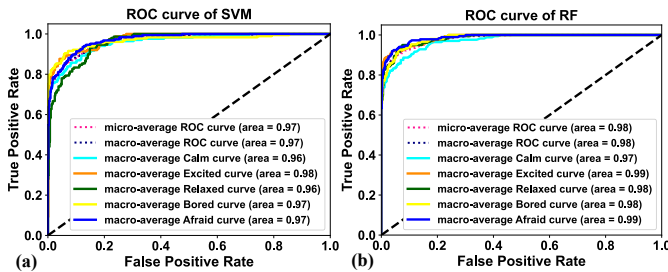 ROC curve of SVM
True Positive Rate
1.0
0.8
0.6
0.4
0.2
0.0
micro-average ROC curve (area = 0.97)
macro-average ROC curve (area = 0.97)
macro-average Calm curve (area = 0.96)
macro-average Excited curve (area = 0.98)
macro-average Relaxed curve (area = 0.96)
macro-average Bored curve (area = 0.97)
macro-average Afraid curve (area = 0.97)
0.0 0.2 0.4 0.6 0.8 1.0
False Positive Rate
(a)
ROC curve of RF
True Positive Rate
1.0
0.8
0.6
0.4
0.2
0.0
micro-average ROC curve (area = 0.98)
macro-average ROC curve (area = 0.98)
macro-average Calm curve (area = 0.97)
macro-average Excited curve (area = 0.99)
macro-average Relaxed curve (area = 0.98)
macro-average Bored curve (area = 0.98)
macro-average Afraid curve (area = 0.99)
0.0 0.2 0.4 0.6 0.8 1.0
False Positive Rate
(b)